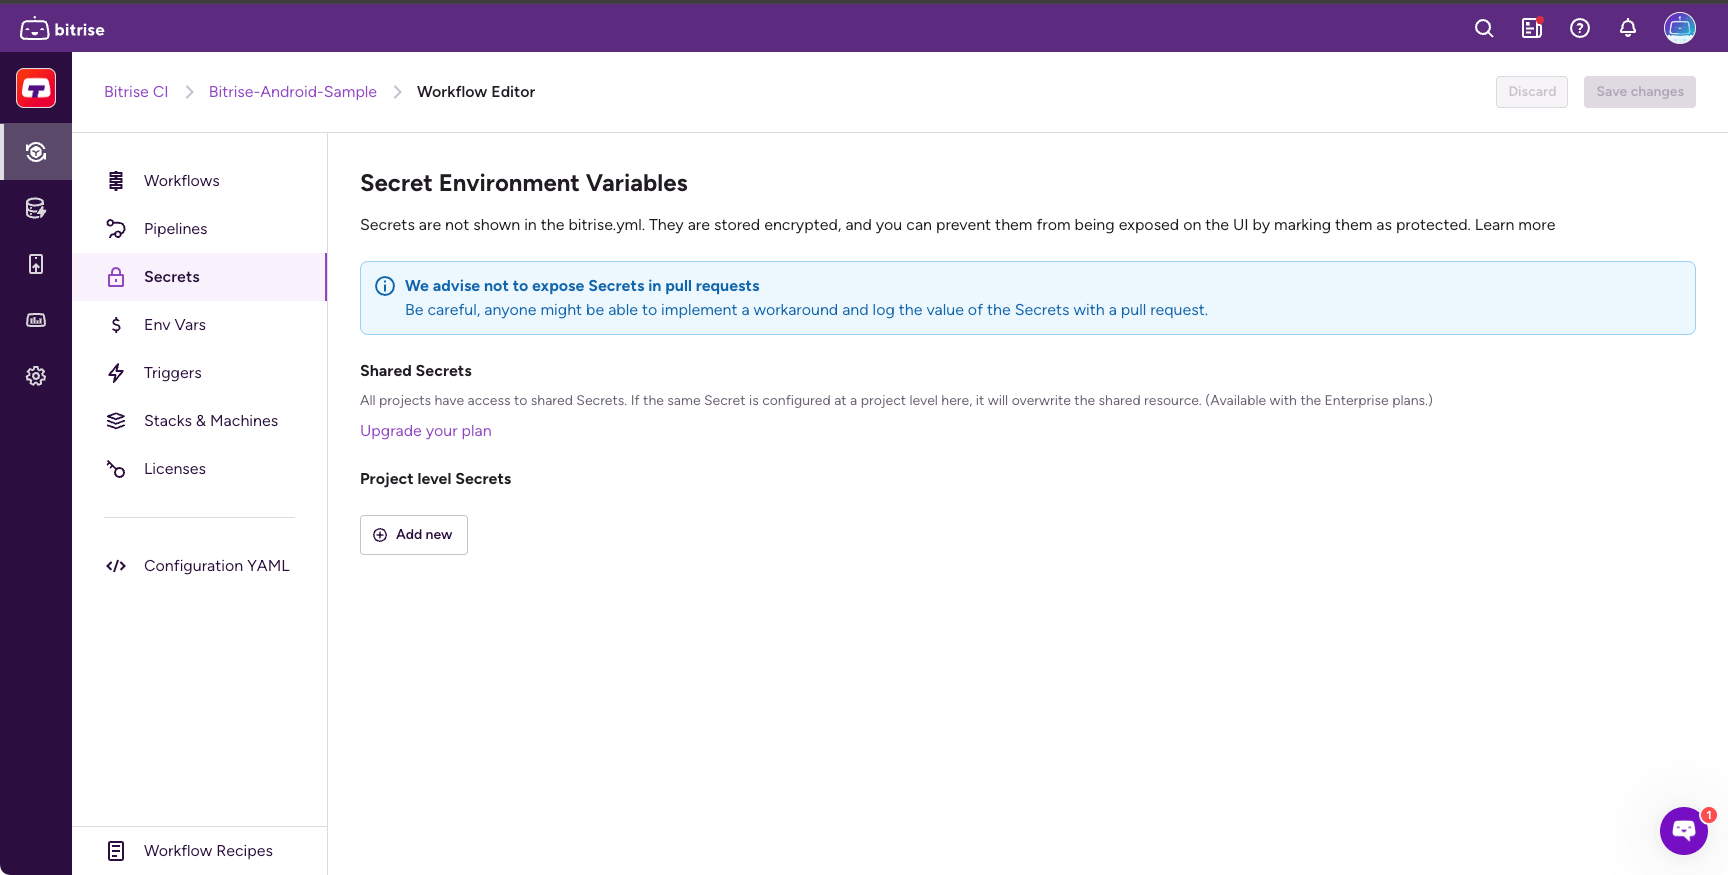 bitrise
Bitrise CI
Bitrise-Android-Sample
Workflow Editor
Discard
Save changes
Workflows
Pipelines
Secrets
Env Vars
Triggers
Stacks & Machines
Licenses
Configuration YAML
Workflow Recipes
Secret Environment Variables
Secrets are not shown in the bitrise.yml. They are stored encrypted, and you can prevent them from being exposed on the UI by marking them as protected. Learn more
We advise not to expose Secrets in pull requests
Be careful, anyone might be able to implement a workaround and log the value of the Secrets with a pull request.
Shared Secrets
All projects have access to shared Secrets. If the same Secret is configured at a project level here, it will overwrite the shared resource. (Available with the Enterprise plans.)
Upgrade your plan
Project level Secrets
Add new
1